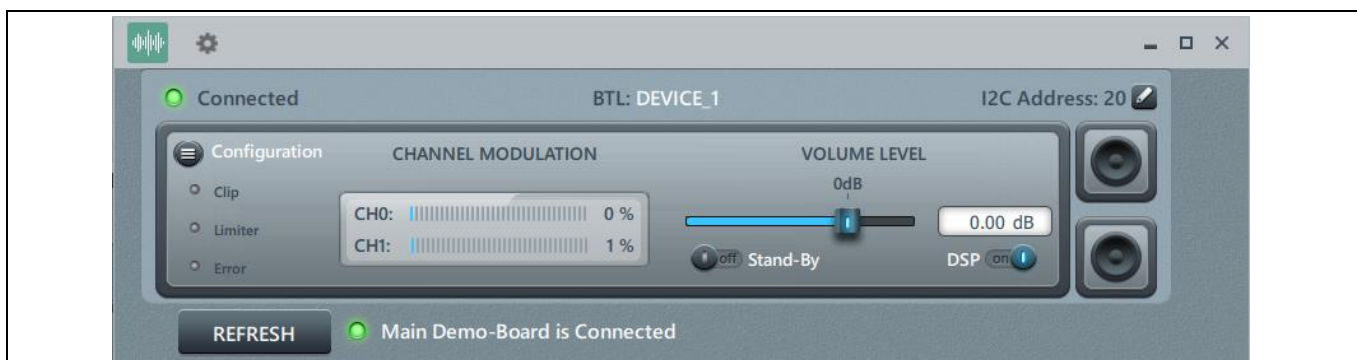 Connected
BTL: DEVICE_1
I2C Address: 20
Configuration
Clip
Limiter
Error
CHANNEL MODULATION
CH0: 0 %
CH1: 1 %
VOLUME LEVEL
0dB
0.00 dB
off Stand-By
DSP on
REFRESH
Main Demo-Board is Connected